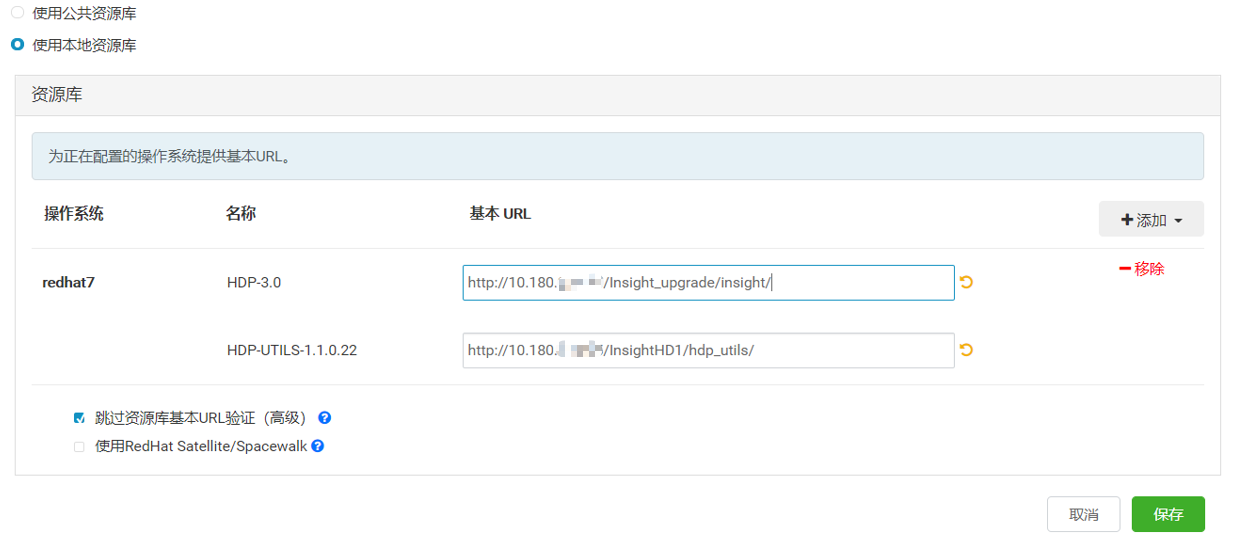 使用公共资源库
使用本地资源库
资源库
为正在配置的操作系统提供基本URL。
操作系统 名称 基本 URL 添加
redhat7 HDP-3.0 http://10.180. /Insight_upgrade/insight/ 移除
HDP-UTILS-1.1.0.22 http://10.180. /InsightHD1/hdp_utils/
跳过资源库基本URL验证（高级）
使用RedHat Satellite/Spacewalk
取消 保存